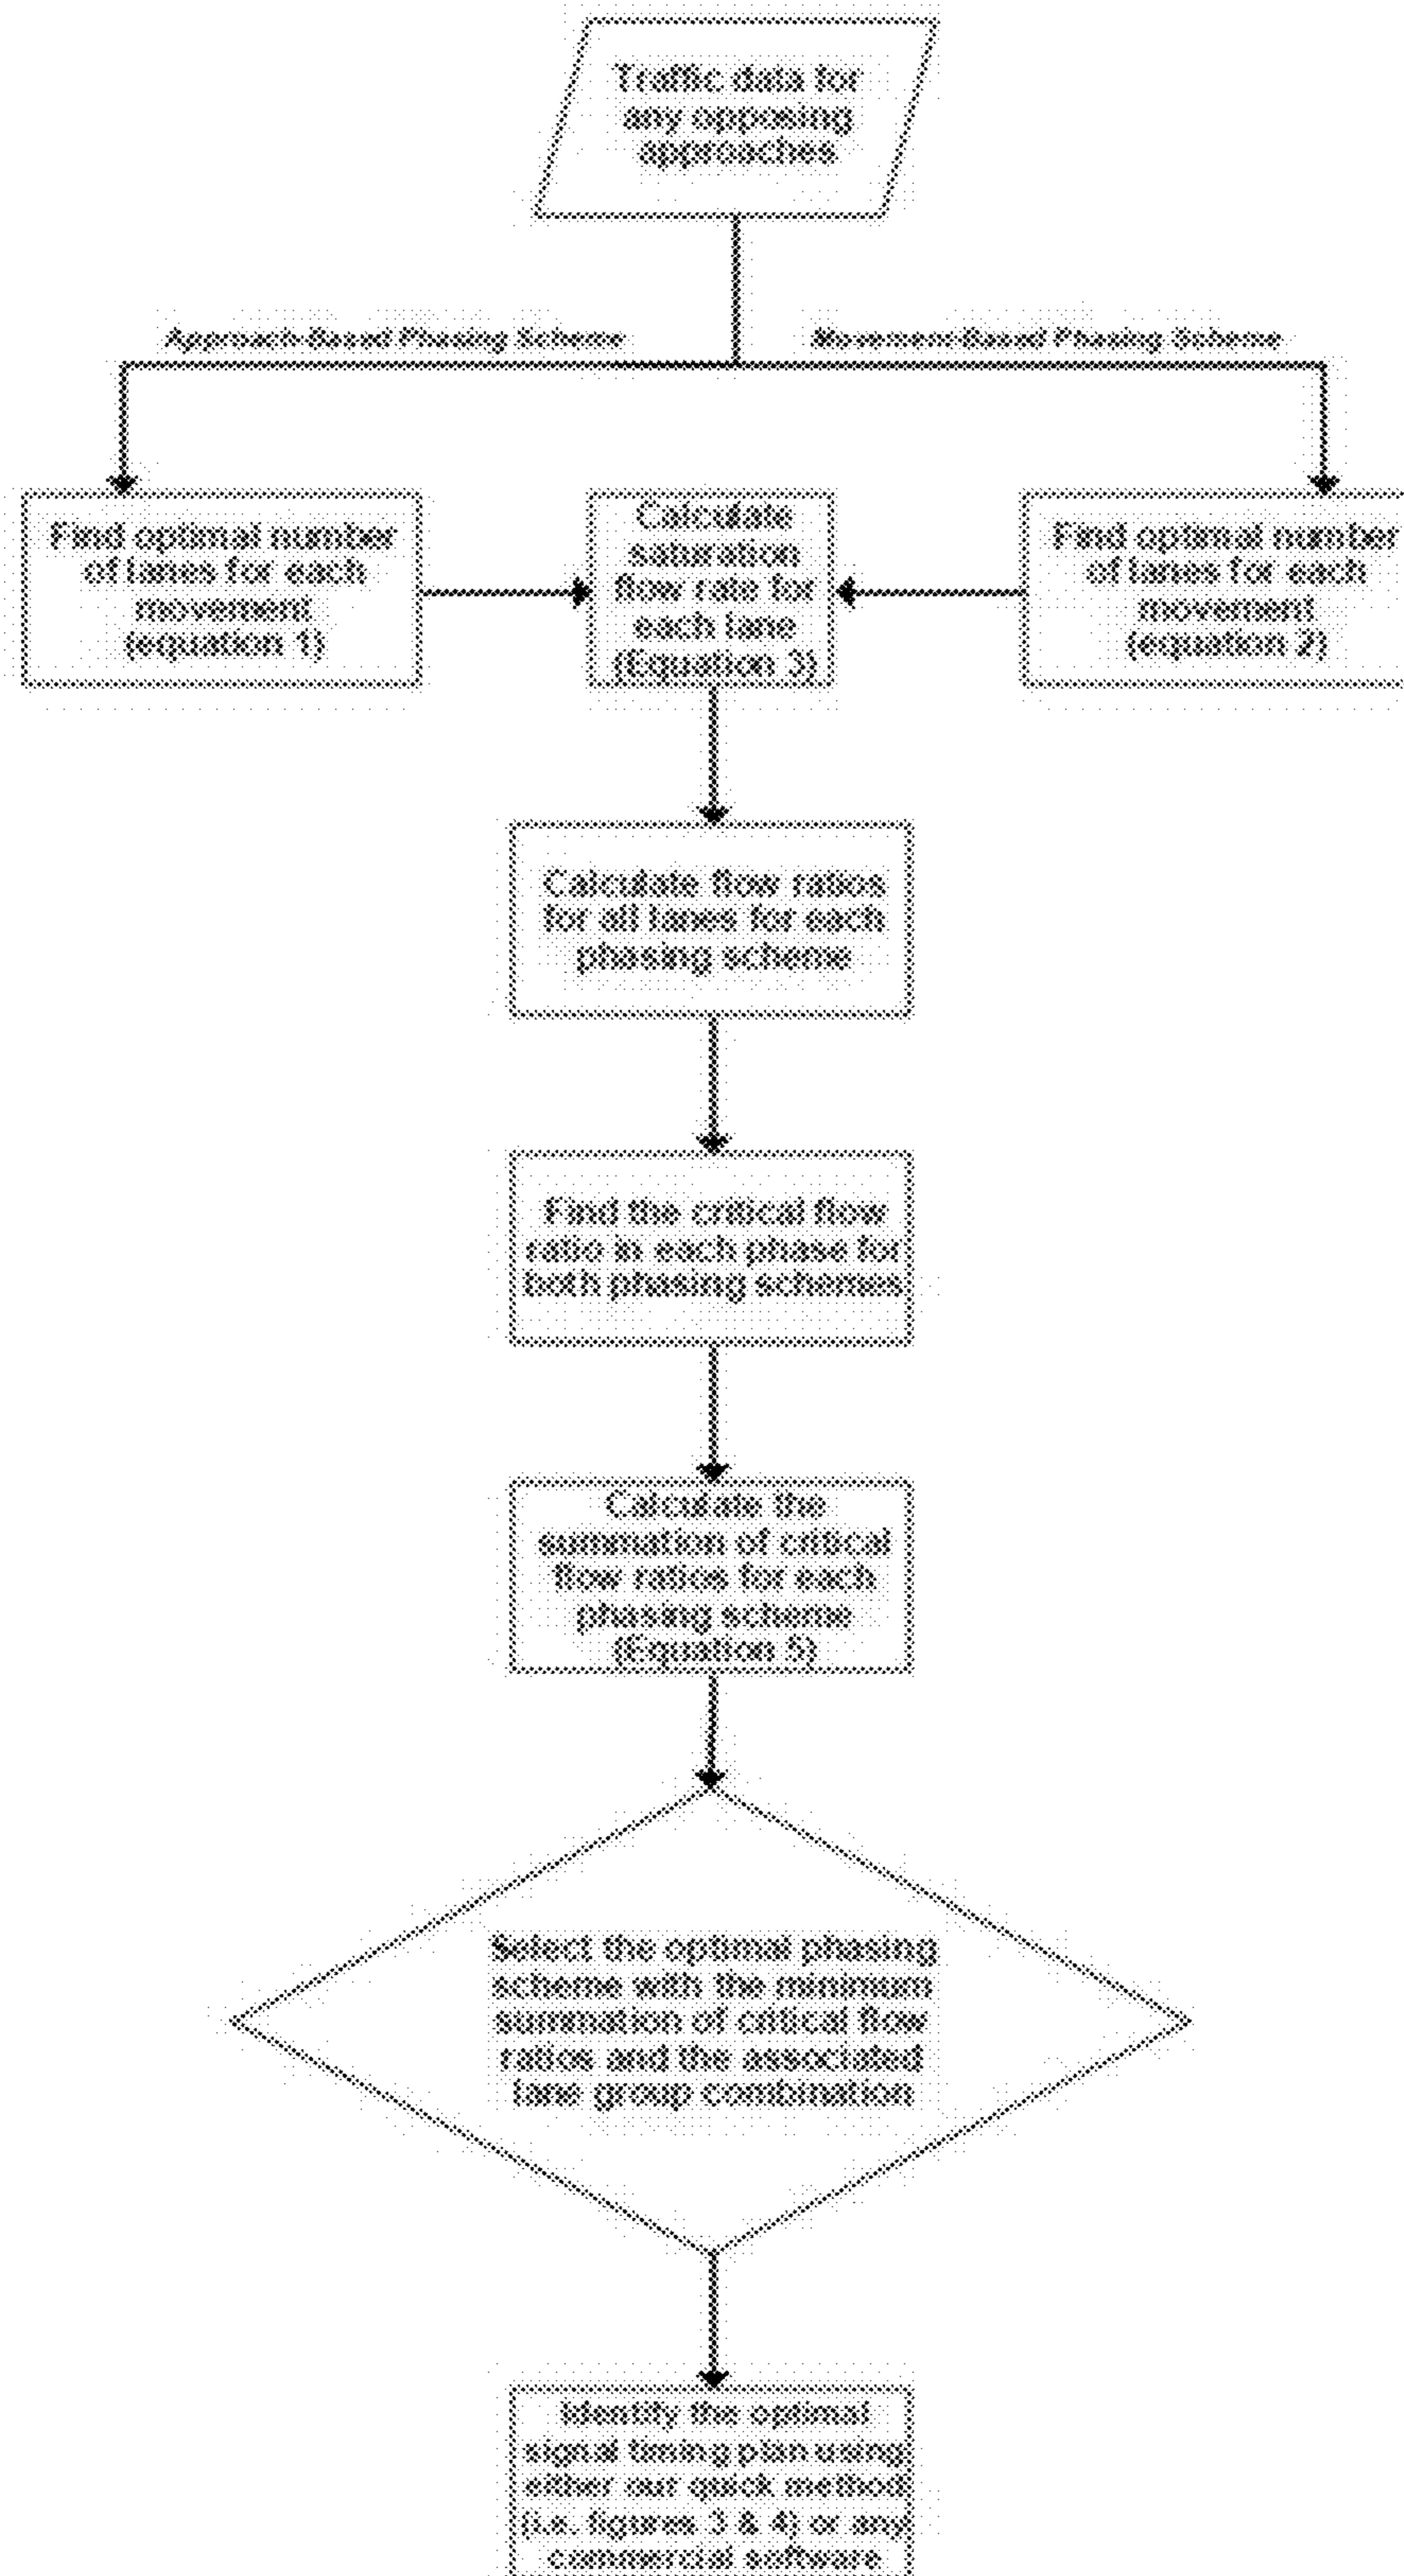 Traffic data for
any opposing
approaches
Approach-Based Phasing Scheme
Movement-Based Phasing Scheme
Find optimal number
of lanes for each
movement
(equation 1)
Calculate
saturation
flow rate for
each lane
(Equation 3)
Find optimal number
of lanes for each
movement
(equation 2)
Calculate flow ratios
for all lanes for each
phasing scheme
Find the critical flow
ratio in each phase for
both phasing schemes
Calculate the
summation of critical
flow ratios for each
phasing scheme
(Equation 5)
Select the optimal phasing
scheme with the minimum
summation of critical flow
ratios and the associated
lane group combination
Identify the optimal
signal timing plan using
either our quick method
(i.e. figures 3 & 4) or any
commercial software